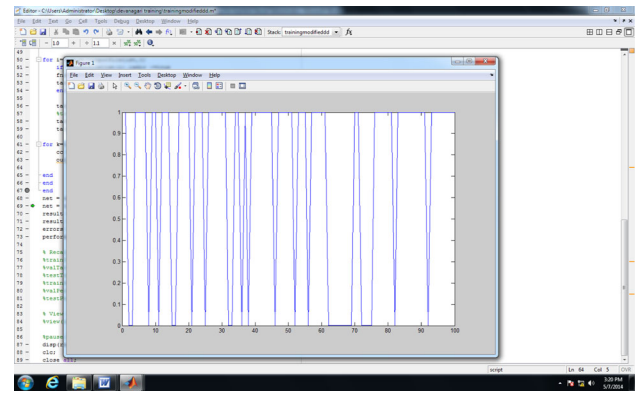 Editor - C:\Users\Administrator\Desktop\devenagari training\trainingmodifieddd.m*
File Edit Text Go Cell Tools Debug Desktop Window Help
Stack: trainingmodifieddd
1.0
1.1
Figure 1
File Edit View Insert Tools Desktop Window Help
1
0.9
0.8
0.7
0.6
0.5
0.4
0.3
0.2
0.1
0
0 10 20 30 40 50 60 70 80 90 100
49
50
51
52
53
54
55
56
57
58
59
60
61 for k=
62
63
64
65 end
66 end
67 end
68 net =
69 net =
70 result
71 result
72 errors
73 perfor
74
75
76 %train
77 %valTa
78 %testT
79 %train
80 %valPe
81 %testP
82
83 % View
84 %view(
85
86 %pause
87
88 clc;
89 close all
script
Ln 64 Col 5 OVR
3:20 PM
5/7/2014